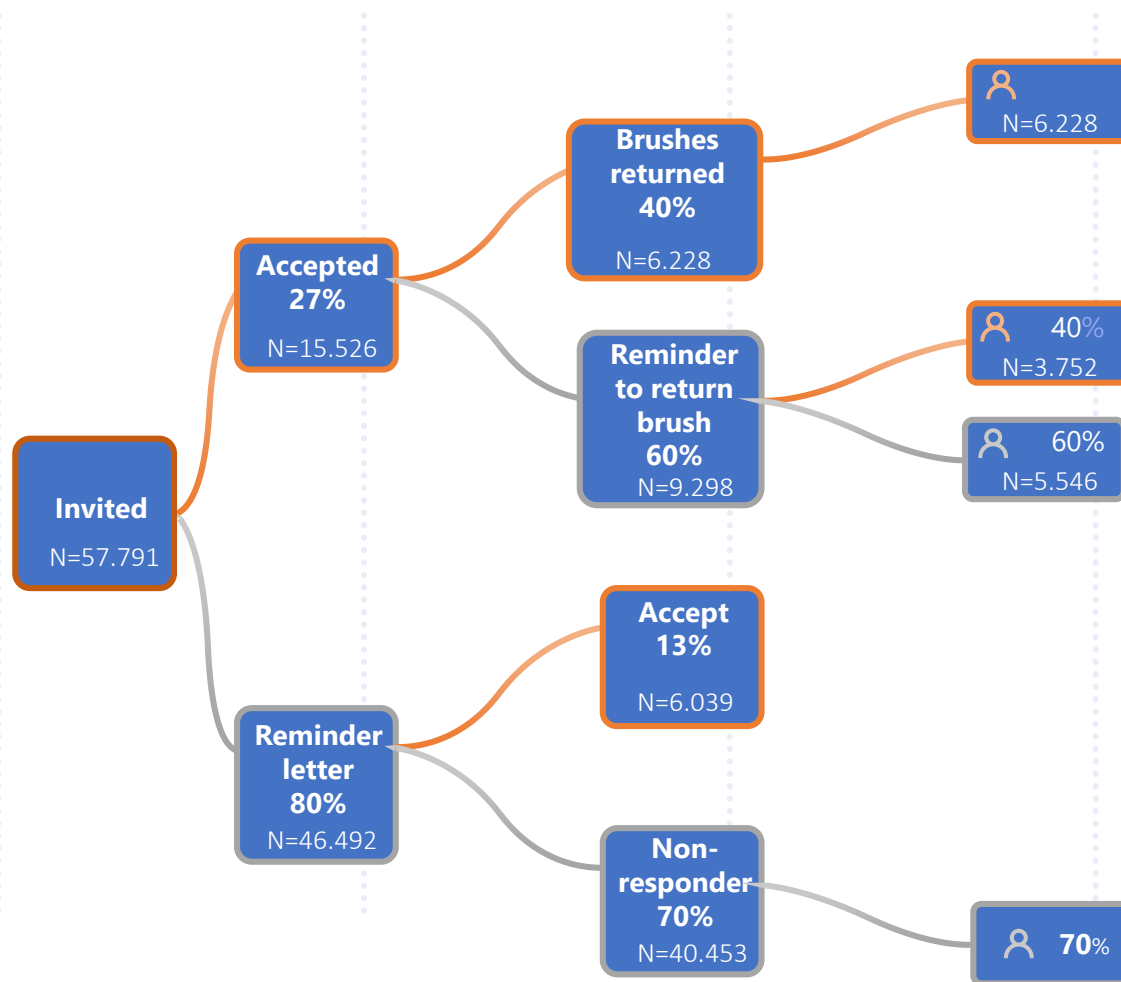 Invited
N=57.791
Accepted
27%
N=15.526
Reminder
letter
80%
N=46.492
Brushes
returned
40%
N=6.228
Reminder
to return
brush
60%
N=9.298
Accept
13%
N=6.039
Non-
responder
70%
N=40.453
N=6.228
40%
N=3.752
60%
N=5.546
70%